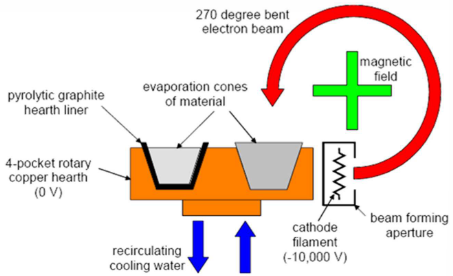 270 degree bent
electron beam
magnetic
field
evaporation cones
of material
pyrolytic graphite
hearth liner
4-pocket rotary
copper hearth
(0 V)
cathode
filament
(-10,000 V)
beam forming
aperture
recirculating
cooling water